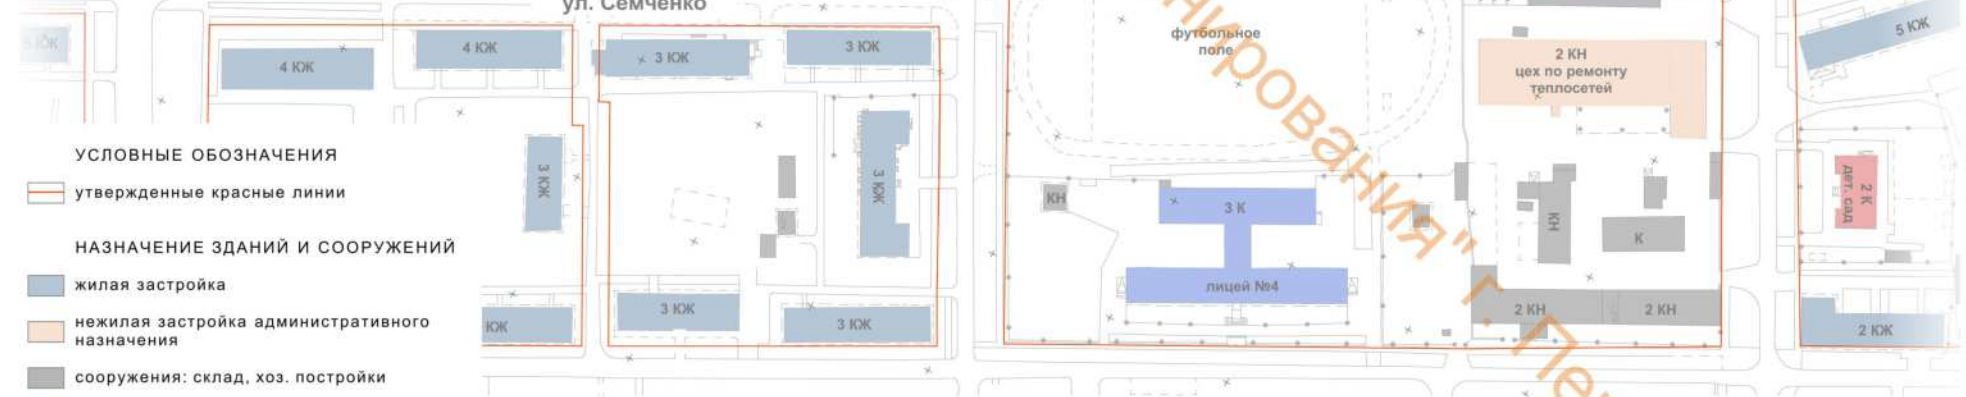 ул. Семченко
5 КЖ
4 КЖ
4 КЖ
3 КЖ
3 КЖ
футбольное
поле
2 КН
цех по ремонту
теплосетей
5 КЖ
УСЛОВНЫЕ ОБОЗНАЧЕНИЯ
утвержденные красные линии
НАЗНАЧЕНИЕ ЗДАНИЙ И СООРУЖЕНИЙ
жилая застройка
нежилая застройка административного
назначения
сооружения: склад, хоз. постройки
3 КЖ
3 КЖ
КН
3 К
лицей №4
КН
К
2 К
дет. сад
КЖ
3 КЖ
3 КЖ
2 КН
2 КН
2 КЖ
нирования" г. Пе